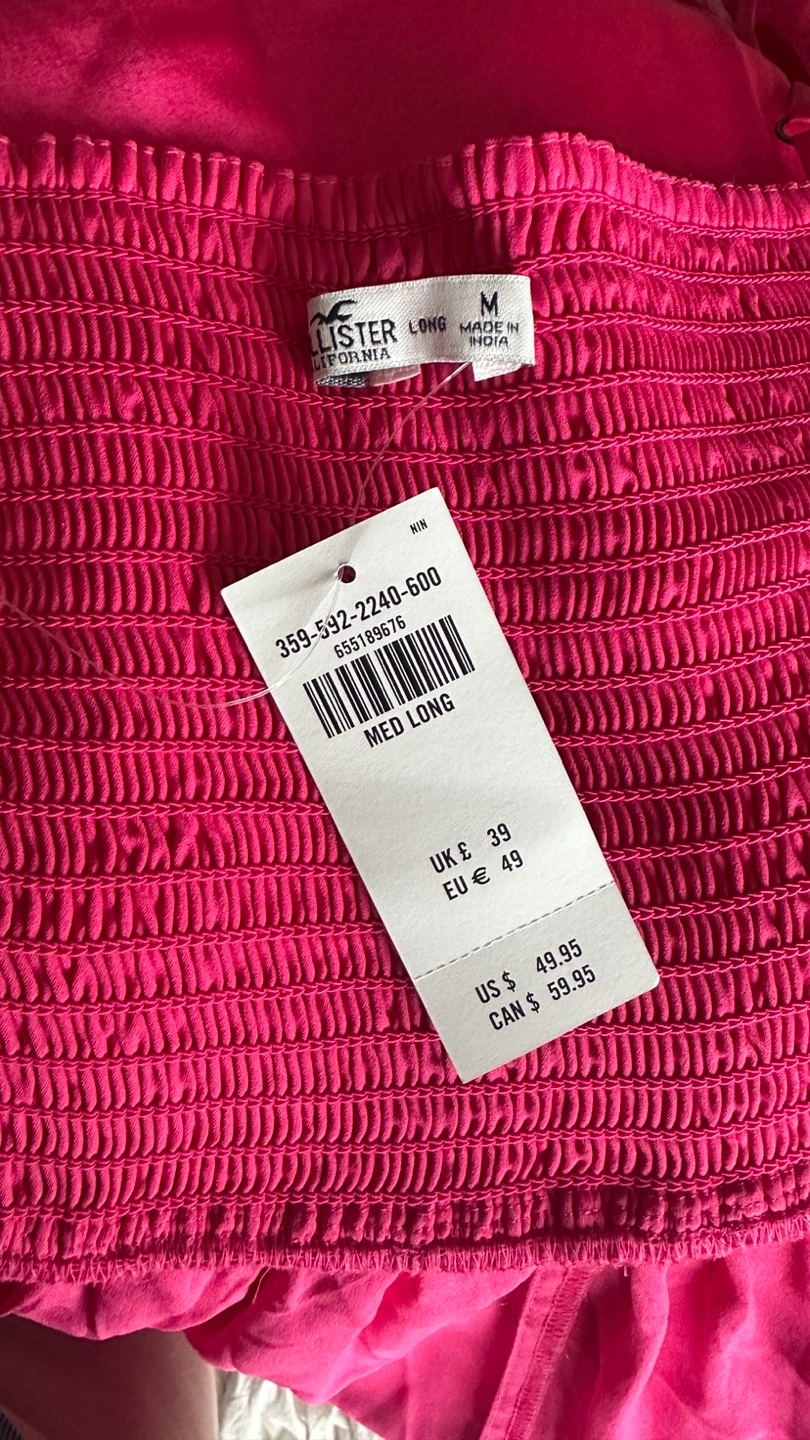 LLISTER
LIFORNIA
LONG
M
MADE IN
INDIA
NIN
359-592-2240-600
655189676
MED LONG
UK £ 39
EU € 49
US $ 49.95
CAN $ 59.95